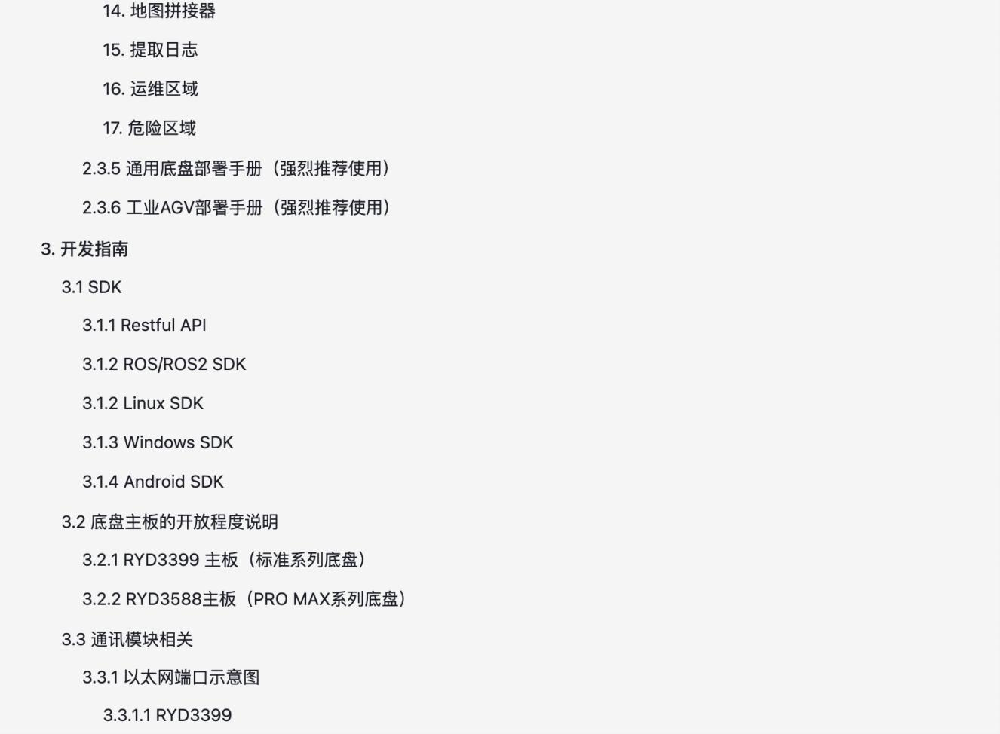 14. 地图拼接器
15. 提取日志
16. 运维区域
17. 危险区域
2.3.5 通用底盘部署手册（强烈推荐使用）
2.3.6 工业AGV部署手册（强烈推荐使用）
3. 开发指南
3.1 SDK
3.1.1 Restful API
3.1.2 ROS/ROS2 SDK
3.1.2 Linux SDK
3.1.3 Windows SDK
3.1.4 Android SDK
3.2 底盘主板的开放程度说明
3.2.1 RYD3399 主板（标准系列底盘）
3.2.2 RYD3588主板（PRO MAX系列底盘）
3.3 通讯模块相关
3.3.1 以太网端口示意图
3.3.1.1 RYD3399